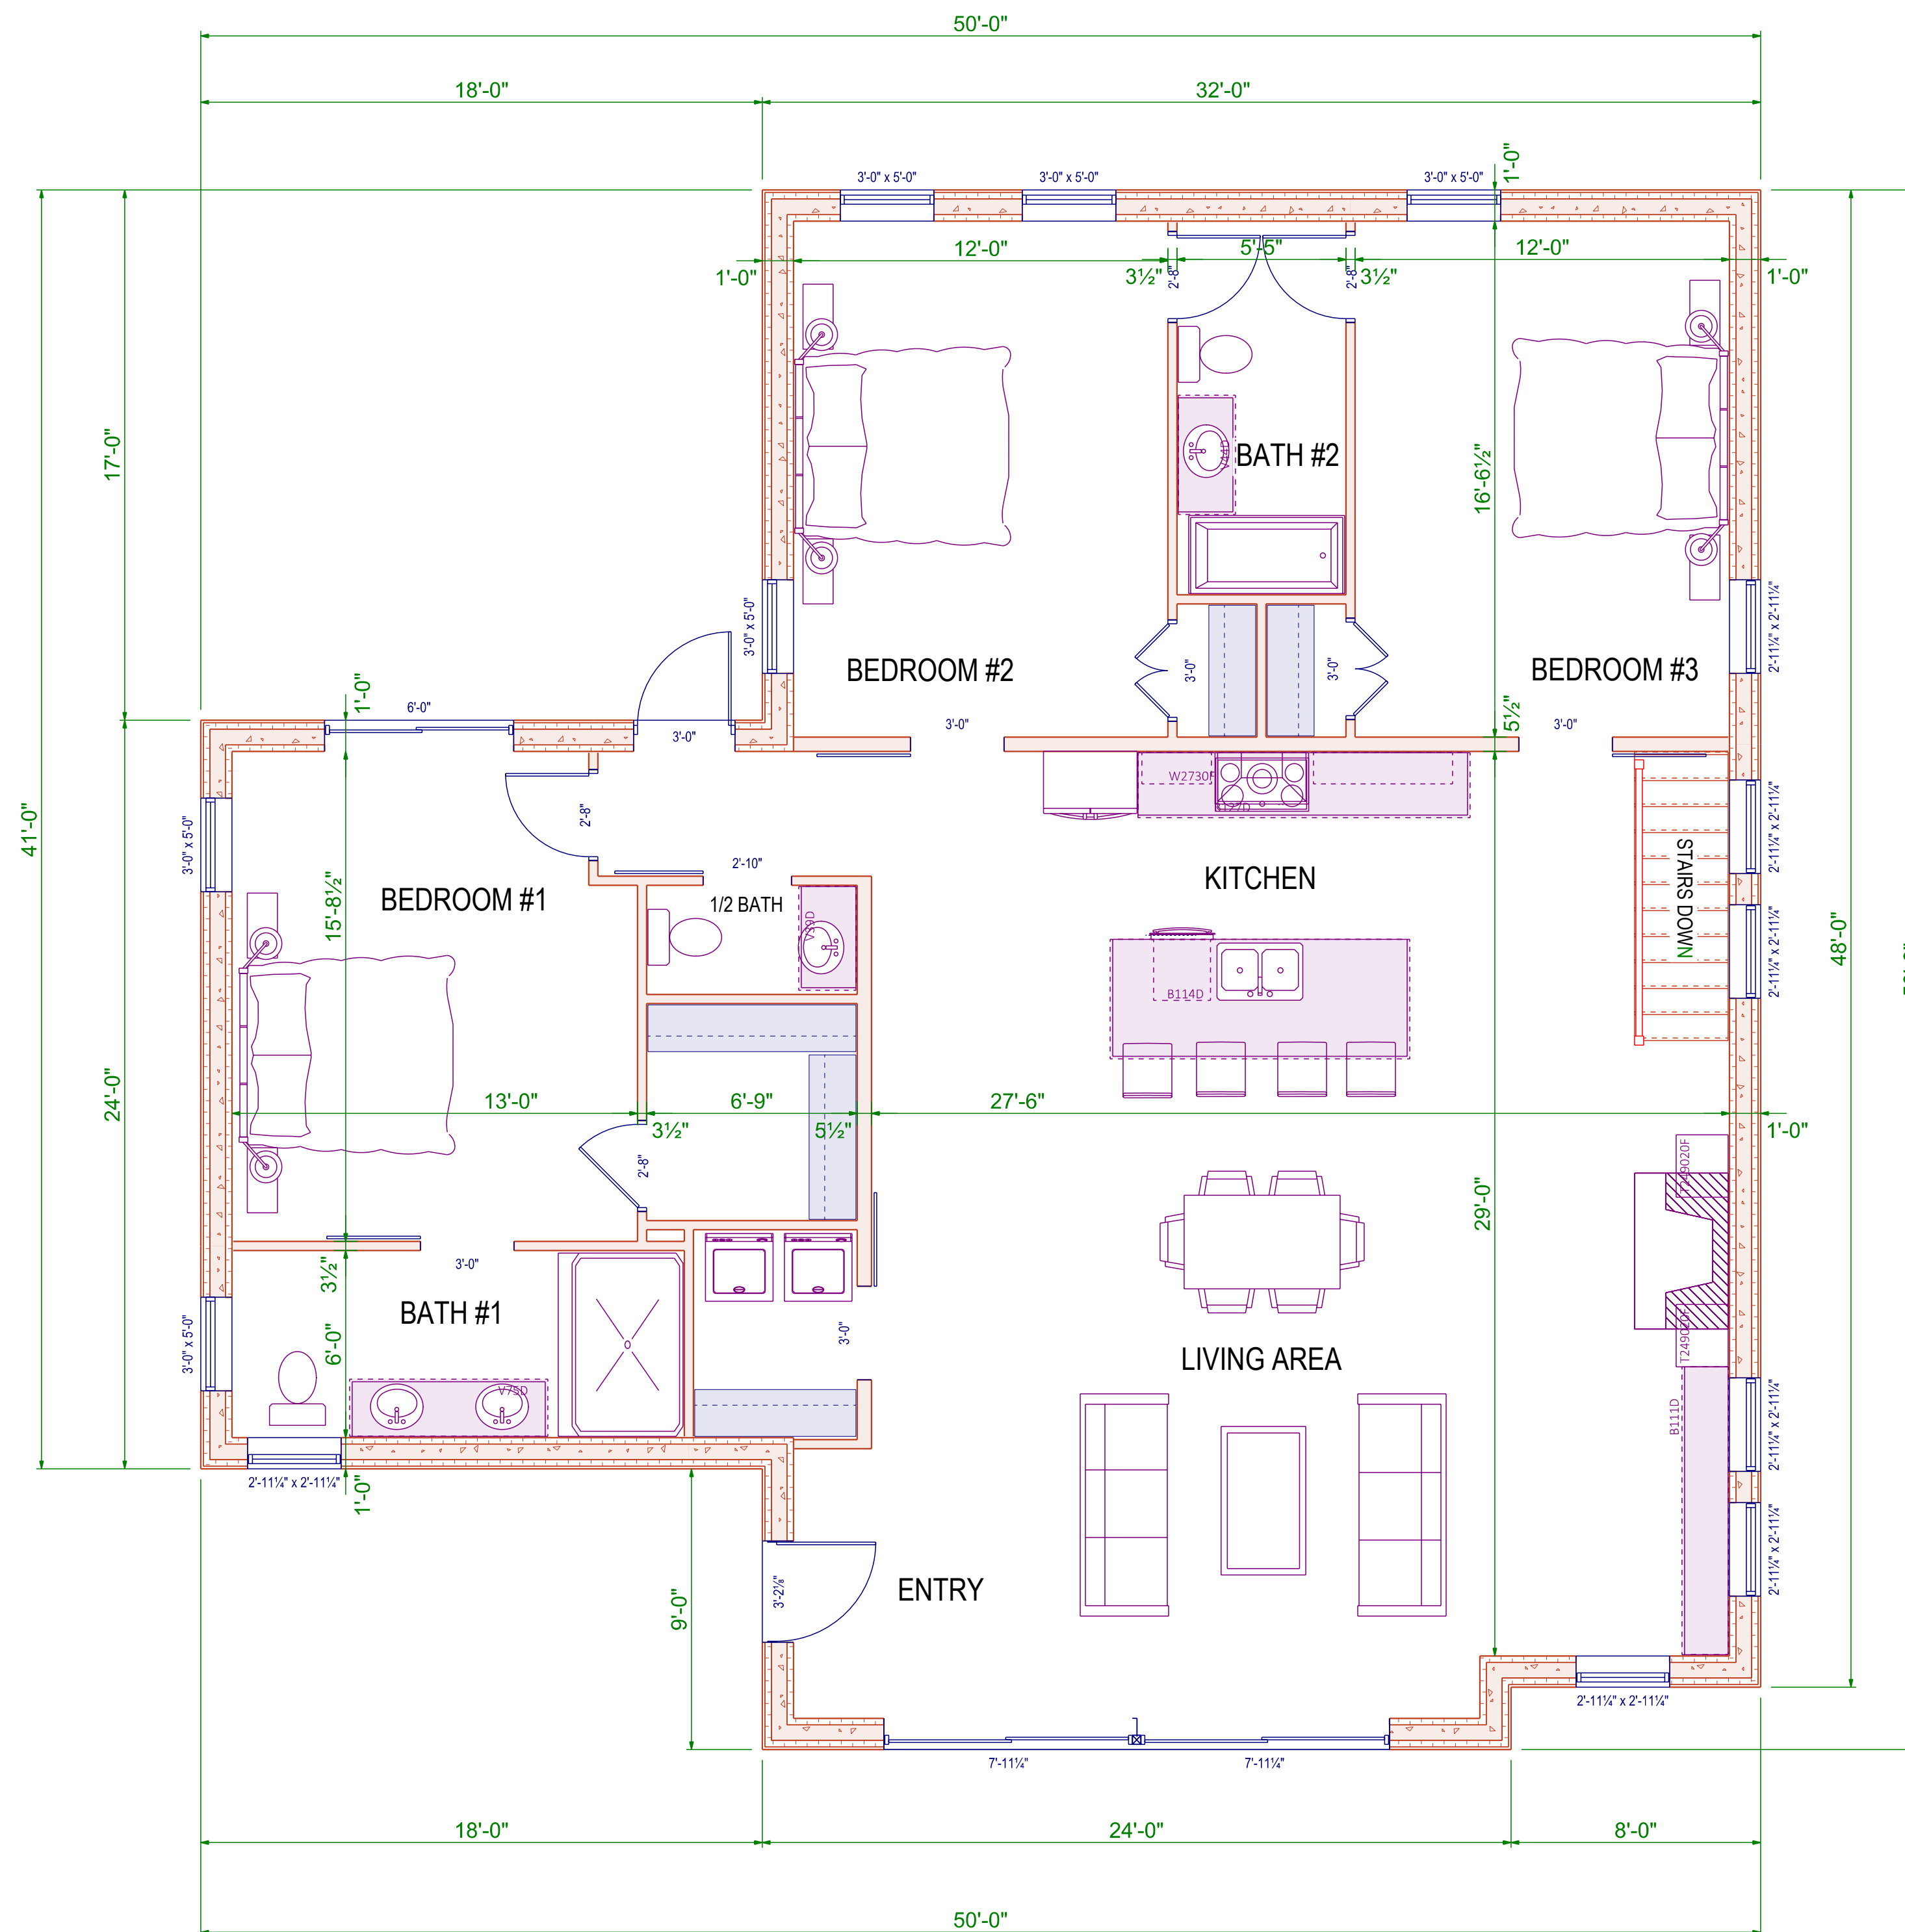 50'-0"
18'-0"
32'-0"
1'-0"
3'-0" x 5'-0"
3'-0" x 5'-0"
3'-0" x 5'-0"
12'-0"
5'-5"
12'-0"
1'-0"
3½"
2'-8"
2'-8"
3½"
1'-0"
17'-0"
V44D
BATH #2
16'-6½"
3'-0" x 5'-0"
2'-11¼" x 2'-11¼"
BEDROOM #2
3'-0"
3'-0"
BEDROOM #3
1'-0"
6'-0"
3'-0"
3'-0"
5½"
3'-0"
W2730F
2'-8"
3'-0" x 5'-0"
2'-11¼" x 2'-11¼"
41'-0"
2'-10"
KITCHEN
STAIRS DOWN
BEDROOM #1
15'-8½"
1/2 BATH
V39D
2'-11¼" x 2'-11¼"
48'-0"
B114D
24'-0"
13'-0"
6'-9"
27'-6"
3½"
5½"
1'-0"
2'-8"
T249020F
29'-0"
3½"
3'-0"
BATH #1
6'-0"
3'-0"
3'-0" x 5'-0"
LIVING AREA
T249020F
V75D
B111D
2'-11¼" x 2'-11¼"
2'-11¼" x 2'-11¼"
1'-0"
2'-11¼" x 2'-11¼"
9'-0"
3'-2⅛"
ENTRY
2'-11¼" x 2'-11¼"
7'-11¼"
7'-11¼"
18'-0"
24'-0"
8'-0"
50'-0"